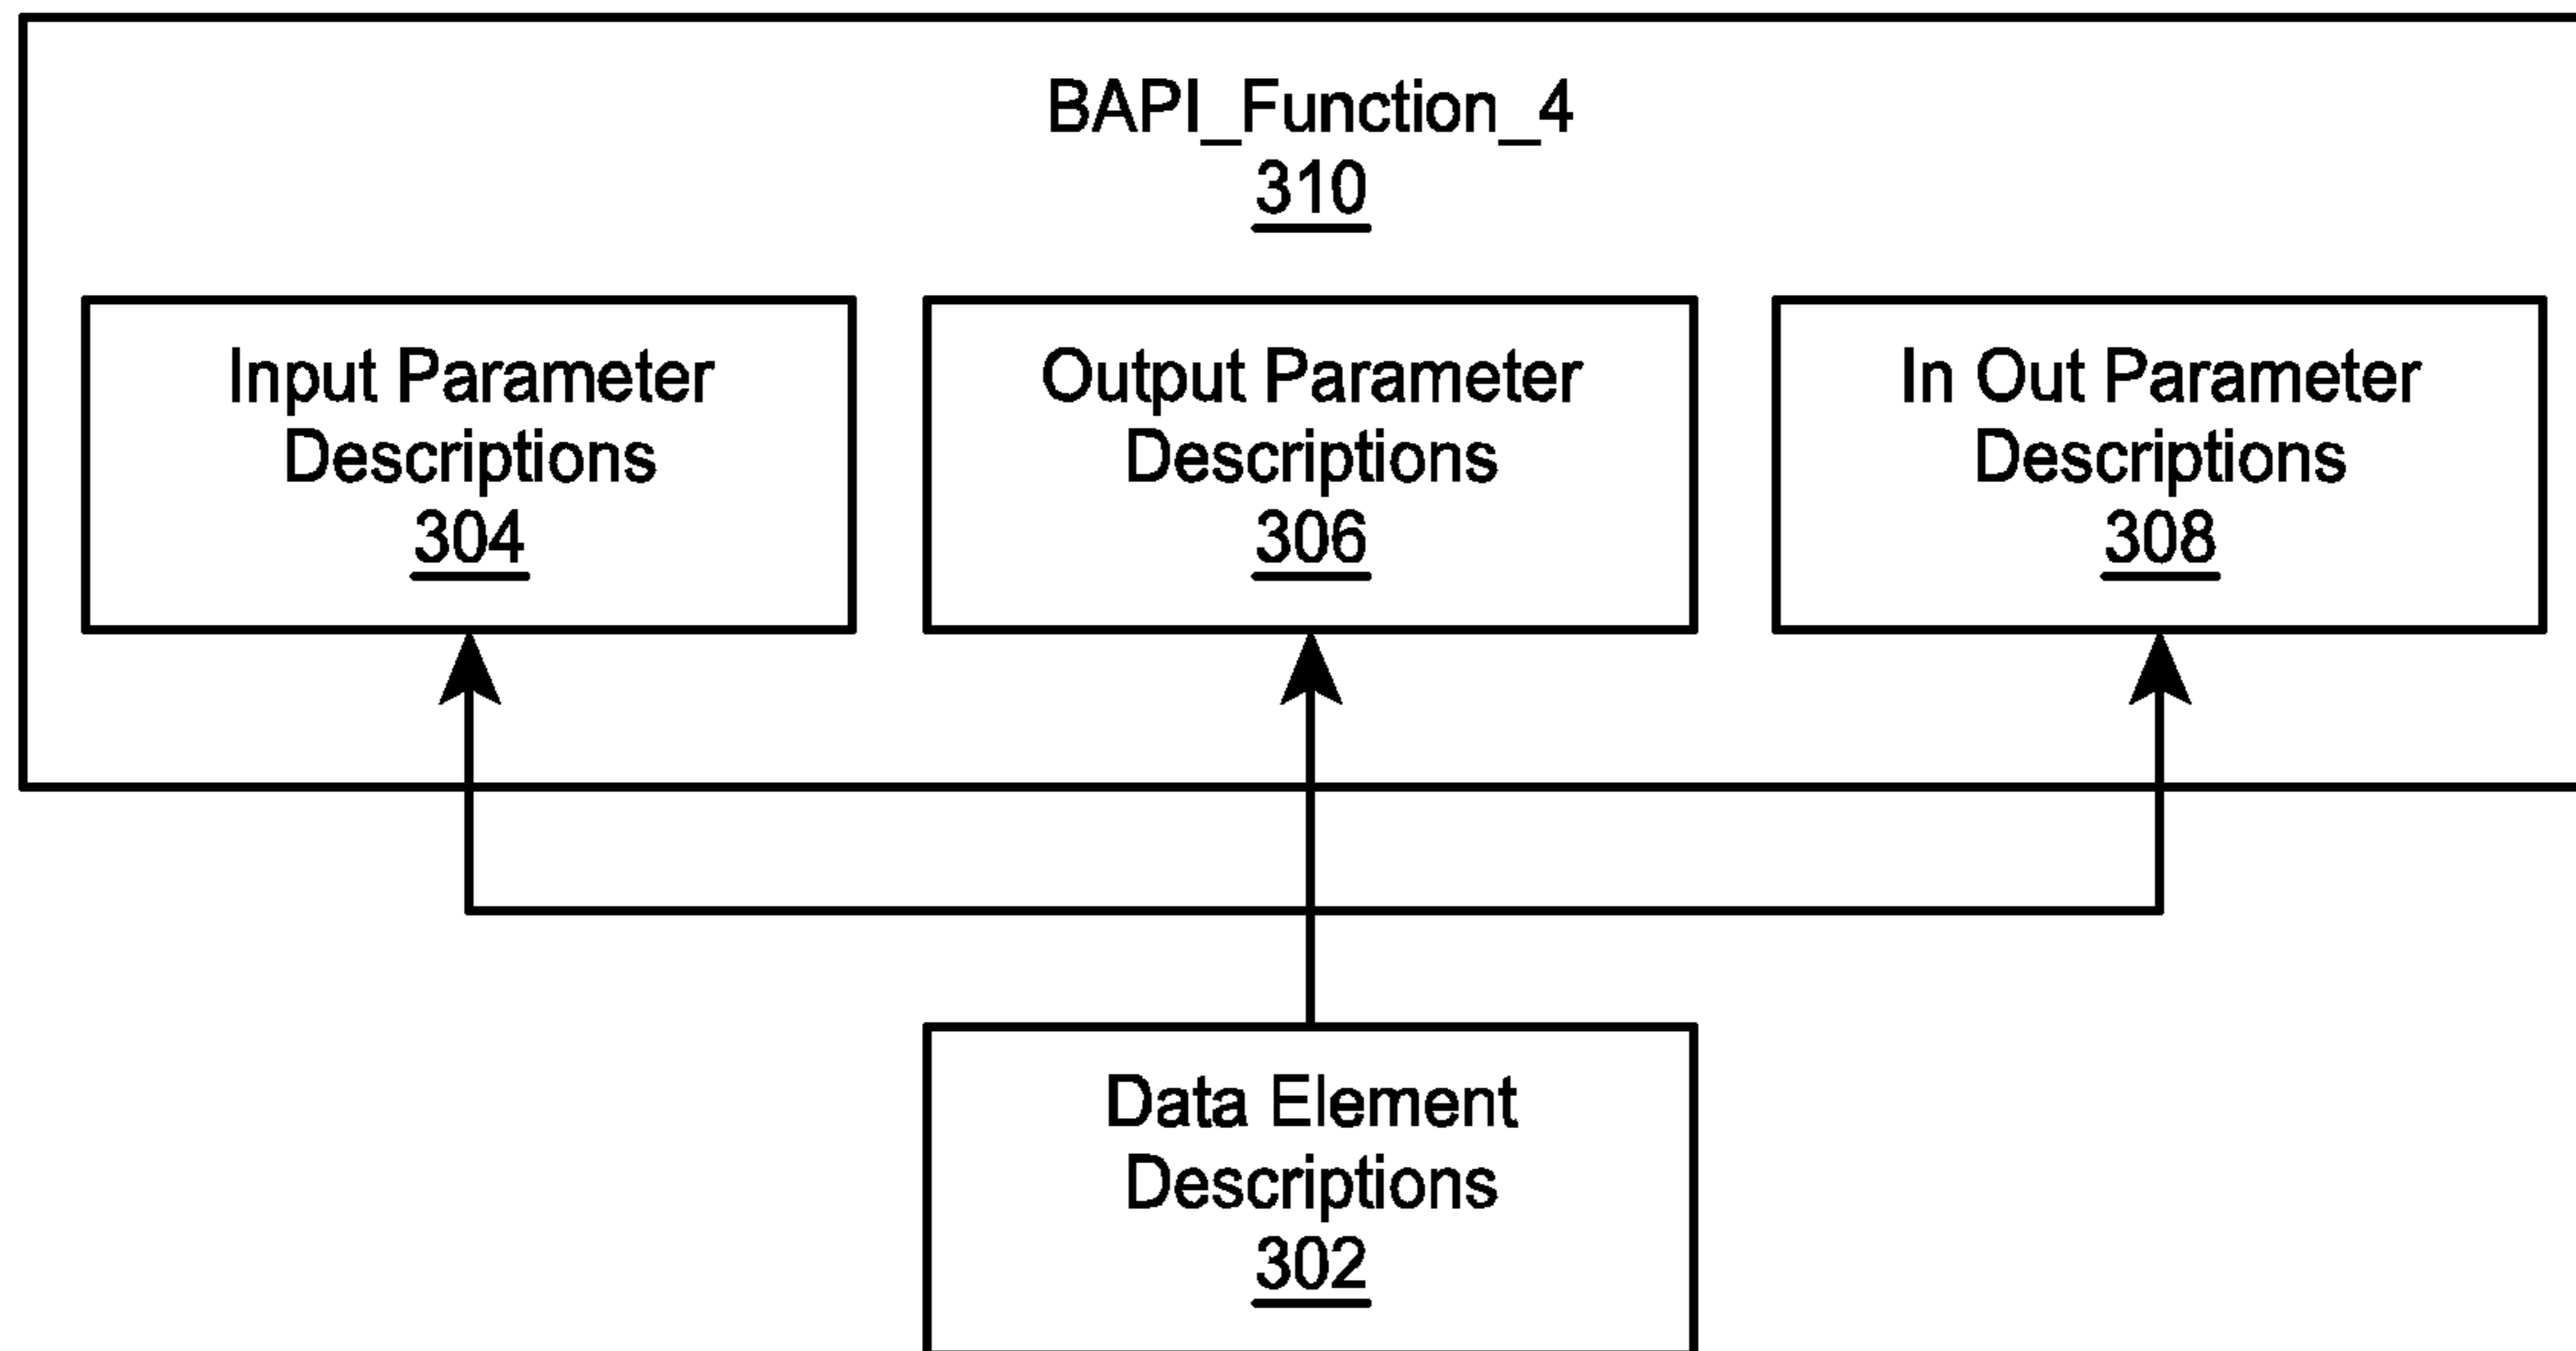 BAPI_Function_4
310
Input Parameter
Descriptions
304
Output Parameter
Descriptions
306
In Out Parameter
Descriptions
308
Data Element
Descriptions
302